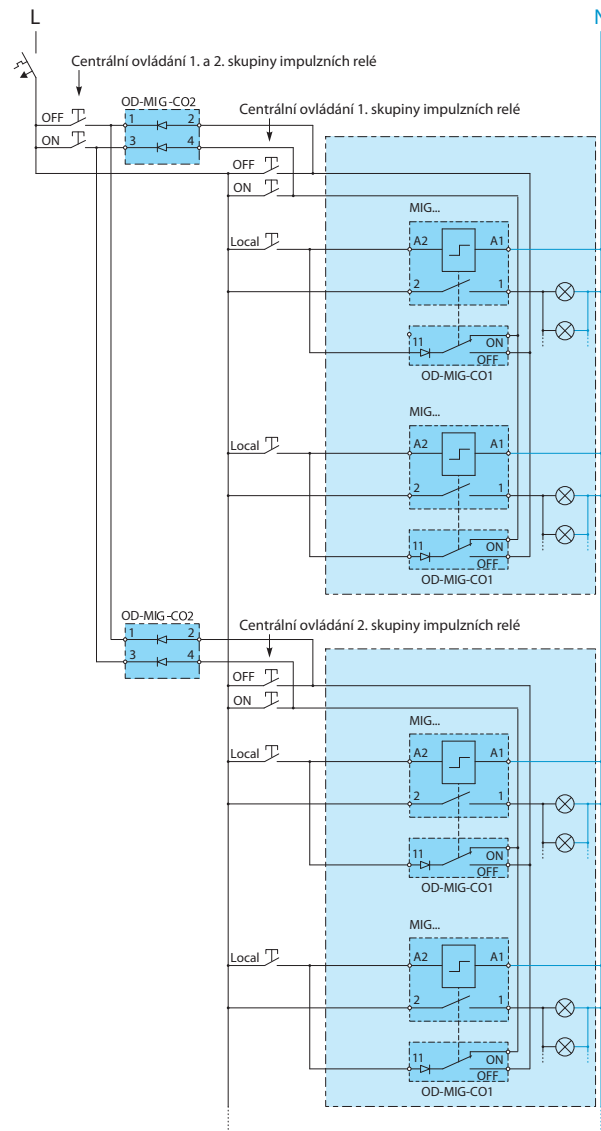 L
N
Centrální ovládání 1. a 2. skupiny impulzních relé
OD-MIG-CO2
Centrální ovládání 1. skupiny impulzních relé
OFF
1 2
ON
3 4
OFF
ON
MIG...
Local
A2 A1
2 1
11
ON
OFF
OD-MIG-CO1
MIG...
Local
A2 A1
2 1
11
ON
OFF
OD-MIG-CO1
OD-MIG-CO2
Centrální ovládání 2. skupiny impulzních relé
1 2
3 4
OFF
ON
MIG...
Local
A2 A1
2 1
11
ON
OFF
OD-MIG-CO1
MIG...
Local
A2 A1
2 1
11
ON
OFF
OD-MIG-CO1